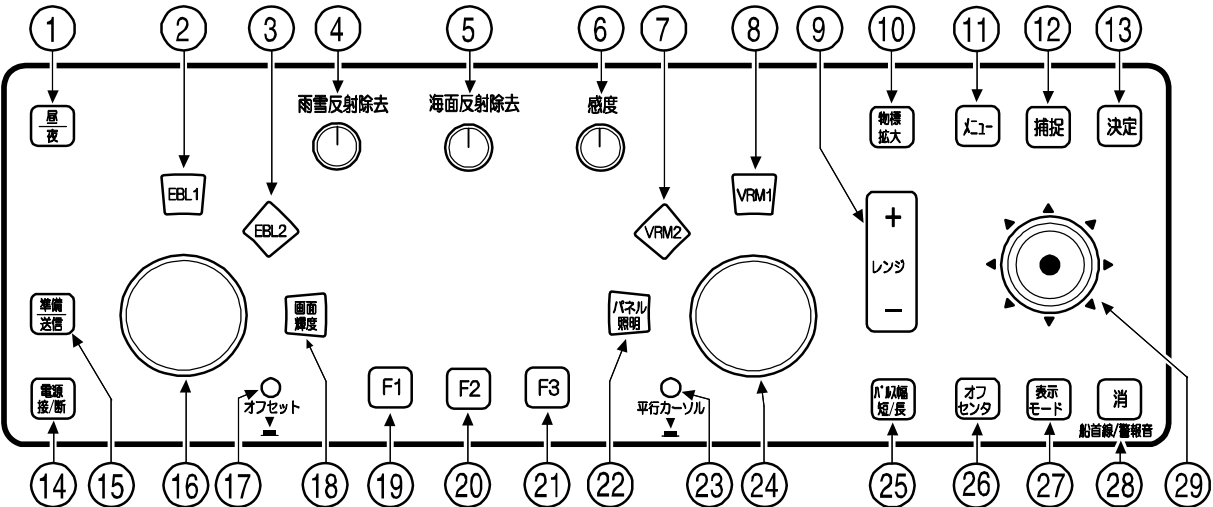 ① ② ③ ④ ⑤ ⑥ ⑦ ⑧ ⑨ ⑩ ⑪ ⑫ ⑬
雨雪反射除去 海面反射除去 感度
昼
夜
物標
拡大
メニュー
捕捉
決定
EBL1
EBL2
VRM1
VRM2
+
レンジ
−
準備
送信
画面
輝度
パネル
照明
電源
接/断
オフセット
F1
F2
F3
平行カーソル
パルス幅
短/長
オフ
センタ
表示
モード
消
船首線/警報音
⑭ ⑮ ⑯ ⑰ ⑱ ⑲ ⑳ ㉑ ㉒ ㉓ ㉔ ㉕ ㉖ ㉗ ㉘ ㉙